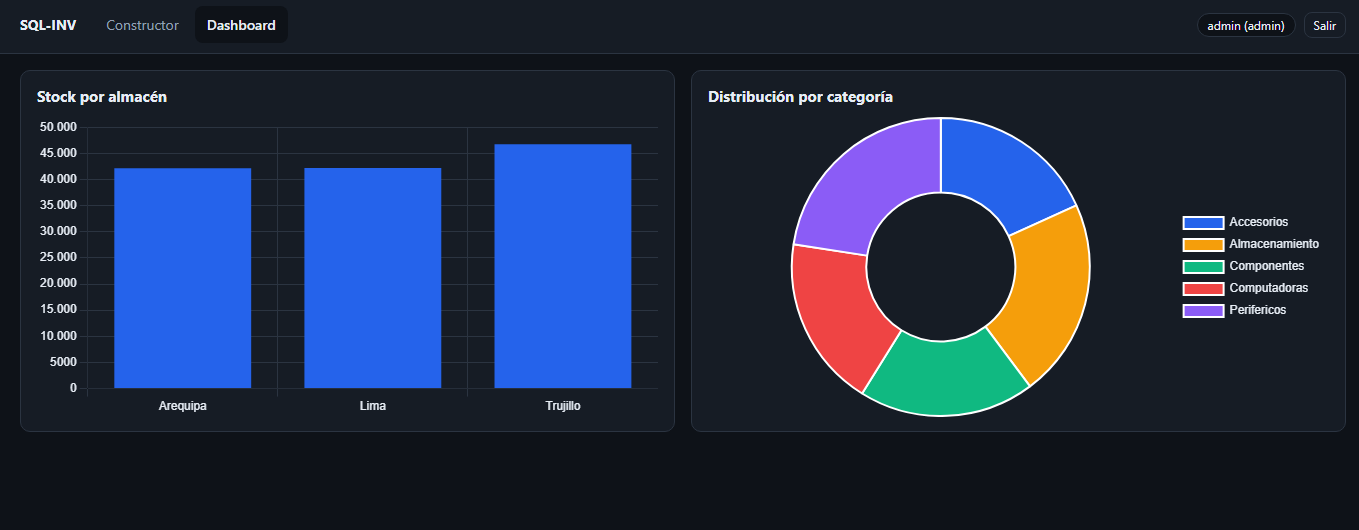 SQL-INV Constructor Dashboard admin (admin) Salir
Stock por almacén
50.000
45.000
40.000
35.000
30.000
25.000
20.000
15.000
10.000
5000
0
Arequipa Lima Trujillo
Distribución por categoría
Accesorios
Almacenamiento
Componentes
Computadoras
Perifericos